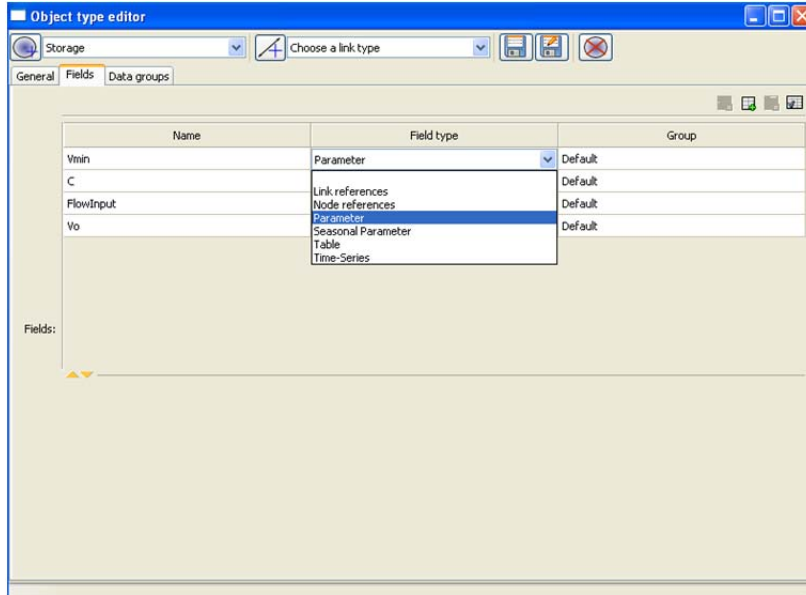 Object type editor
Storage
Choose a link type
General Fields Data groups
Name Field type Group
Vmin Parameter Default
C Default
Link references
FlowInput Node references Default
Parameter
Vo Seasonal Parameter Default
Table
Time-Series
Fields: